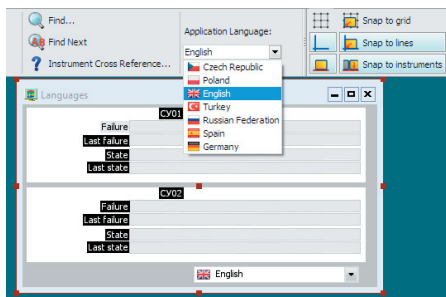 Find...
Find Next
Instrument Cross Reference...
Application Language:
English
Czech Republic
Poland
English
Turkey
Russian Federation
Spain
Germany
Snap to grid
Snap to lines
Snap to instruments
Languages
СУ01
Failure
Last failure
State
Last state
СУ02
Failure
Last failure
State
Last state
English